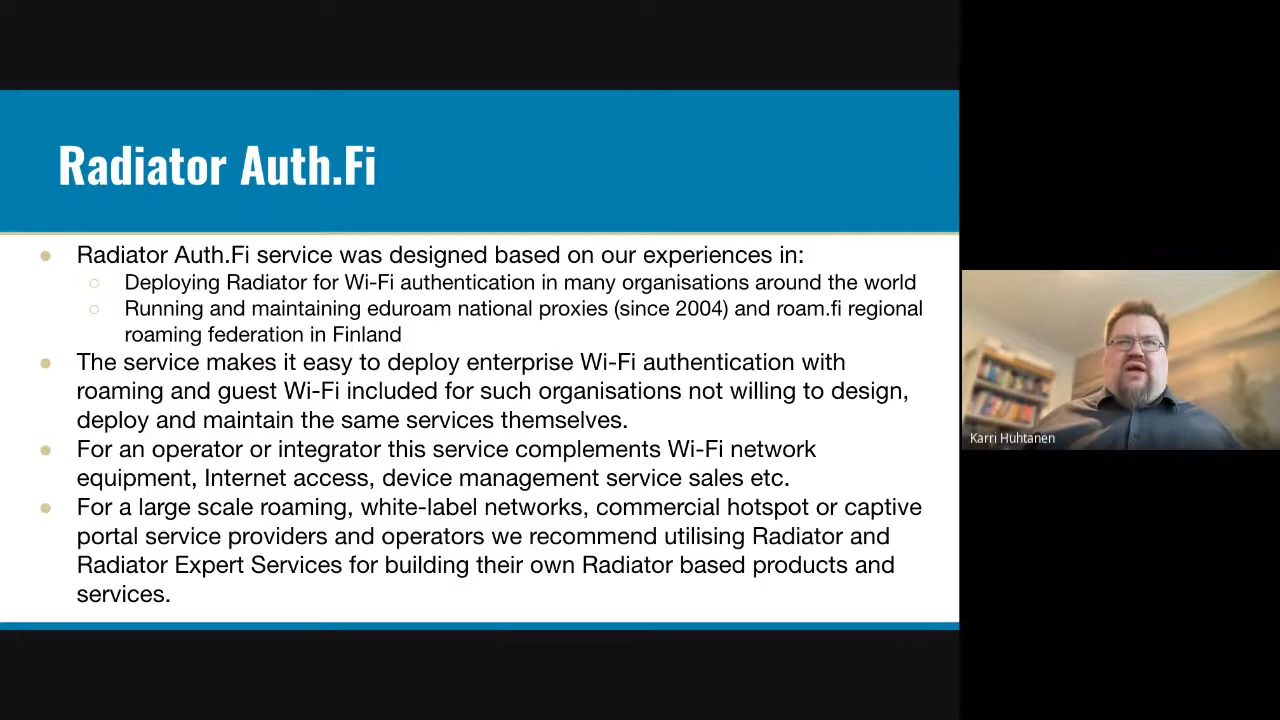 Radiator Auth.Fi
● Radiator Auth.Fi service was designed based on our experiences in:
○ Deploying Radiator for Wi-Fi authentication in many organisations around the world
○ Running and maintaining eduroam national proxies (since 2004) and roam.fi regional
roaming federation in Finland
● The service makes it easy to deploy enterprise Wi-Fi authentication with
roaming and guest Wi-Fi included for such organisations not willing to design,
deploy and maintain the same services themselves.
● For an operator or integrator this service complements Wi-Fi network
equipment, Internet access, device management service sales etc.
● For a large scale roaming, white-label networks, commercial hotspot or captive
portal service providers and operators we recommend utilising Radiator and
Radiator Expert Services for building their own Radiator based products and
services.
Karri Huhtanen